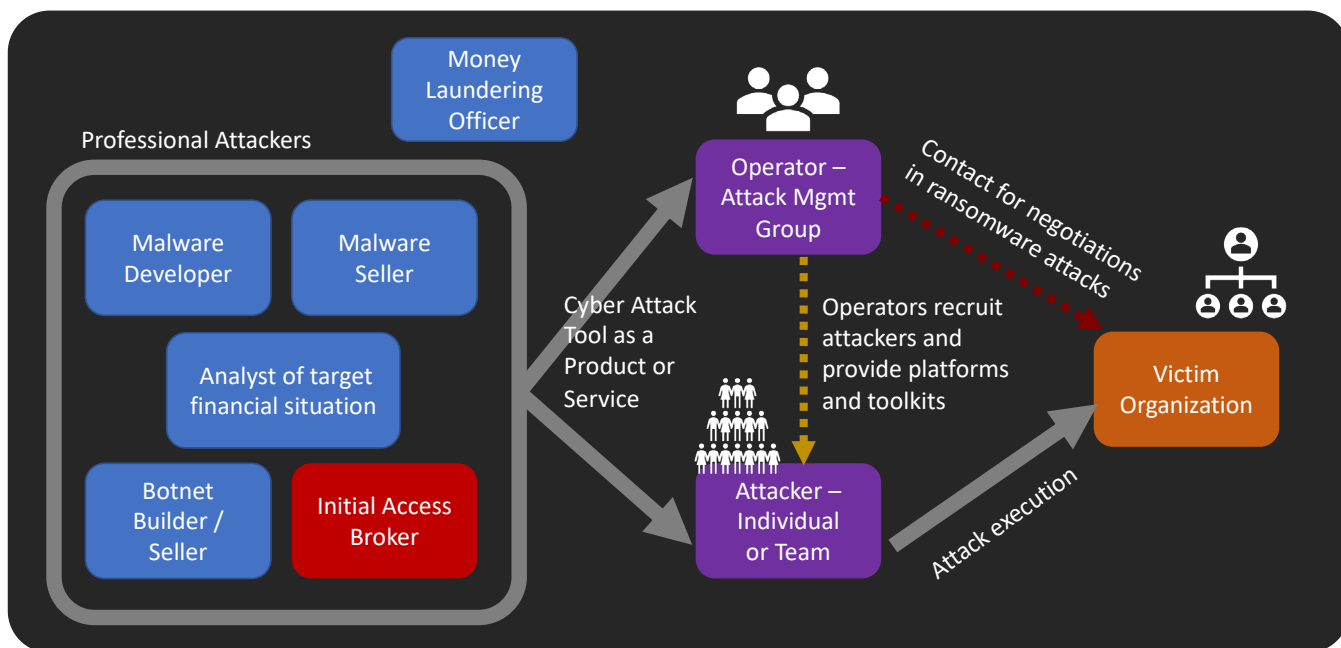 Money
Laundering
Officer
Professional Attackers
Malware
Developer
Malware
Seller
Analyst of target
financial situation
Botnet
Builder /
Seller
Initial Access
Broker
Cyber Attack
Tool as a
Product or
Service
Operator –
Attack Mgmt
Group
Operators recruit
attackers and
provide platforms
and toolkits
Attacker –
Individual
or Team
Contact for negotiations
in ransomware attacks
Attack execution
Victim
Organization